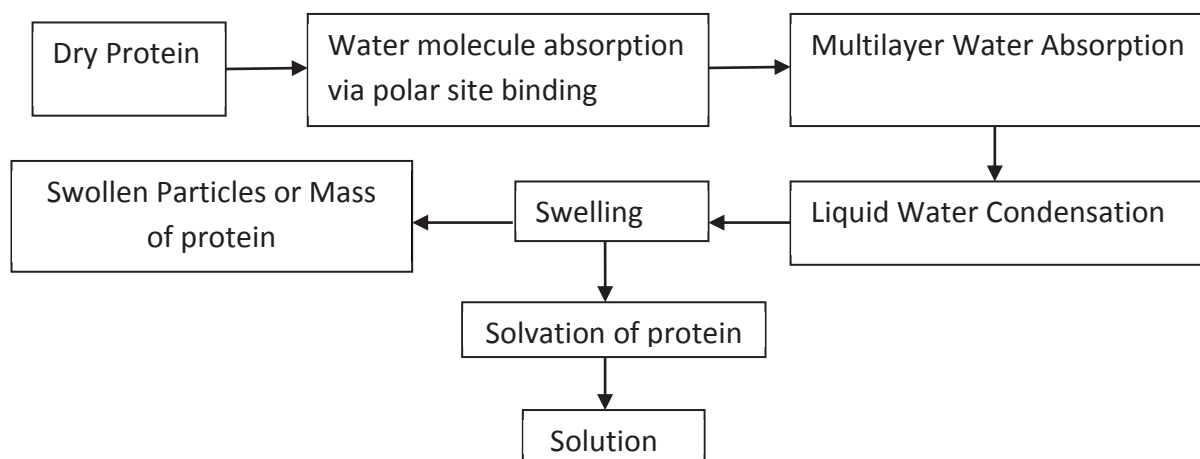 Dry Protein
Water molecule absorption
via polar site binding
Multilayer Water Absorption
Liquid Water Condensation
Swelling
Swollen Particles or Mass
of protein
Solvation of protein
Solution